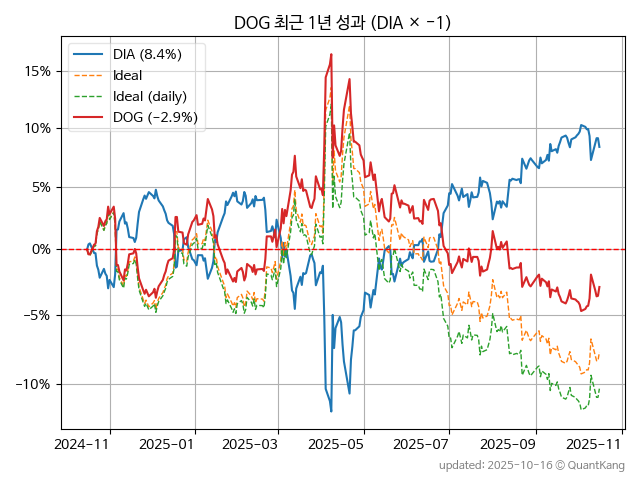 DOG 최근 1년 성과 (DIA × −1)
DIA (8.4%)
Ideal
Ideal (daily)
DOG (−2.9%)
15%
10%
5%
0%
−5%
−10%
2024-11 2025-01 2025-03 2025-05 2025-07 2025-09 2025-11
updated: 2025-10-16 © QuantKang